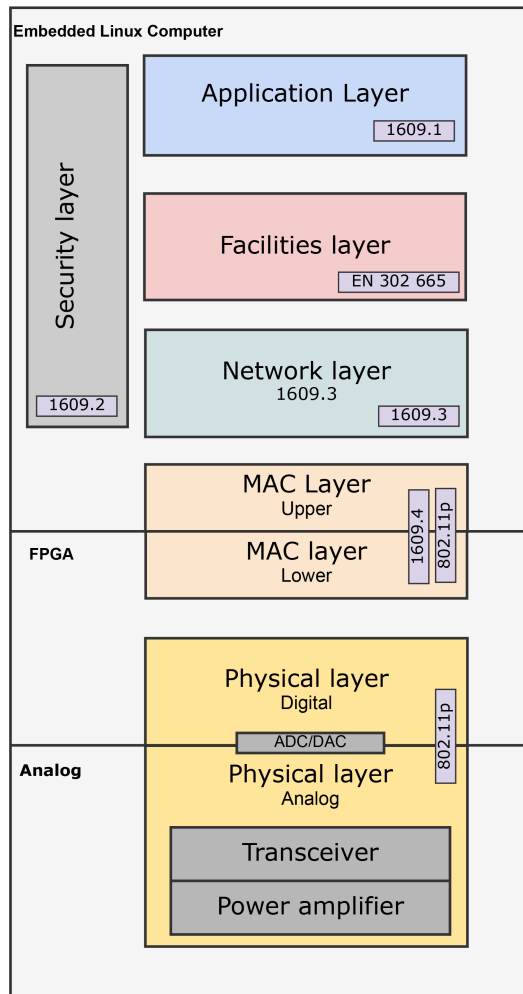 Embedded Linux Computer
Security layer
1609.2
Application Layer
1609.1
Facilities layer
EN 302 665
Network layer
1609.3
1609.3
MAC Layer
Upper
1609.4
802.11p
FPGA
MAC layer
Lower
Physical layer
Digital
802.11p
ADC/DAC
Analog
Physical layer
Analog
Transceiver
Power amplifier